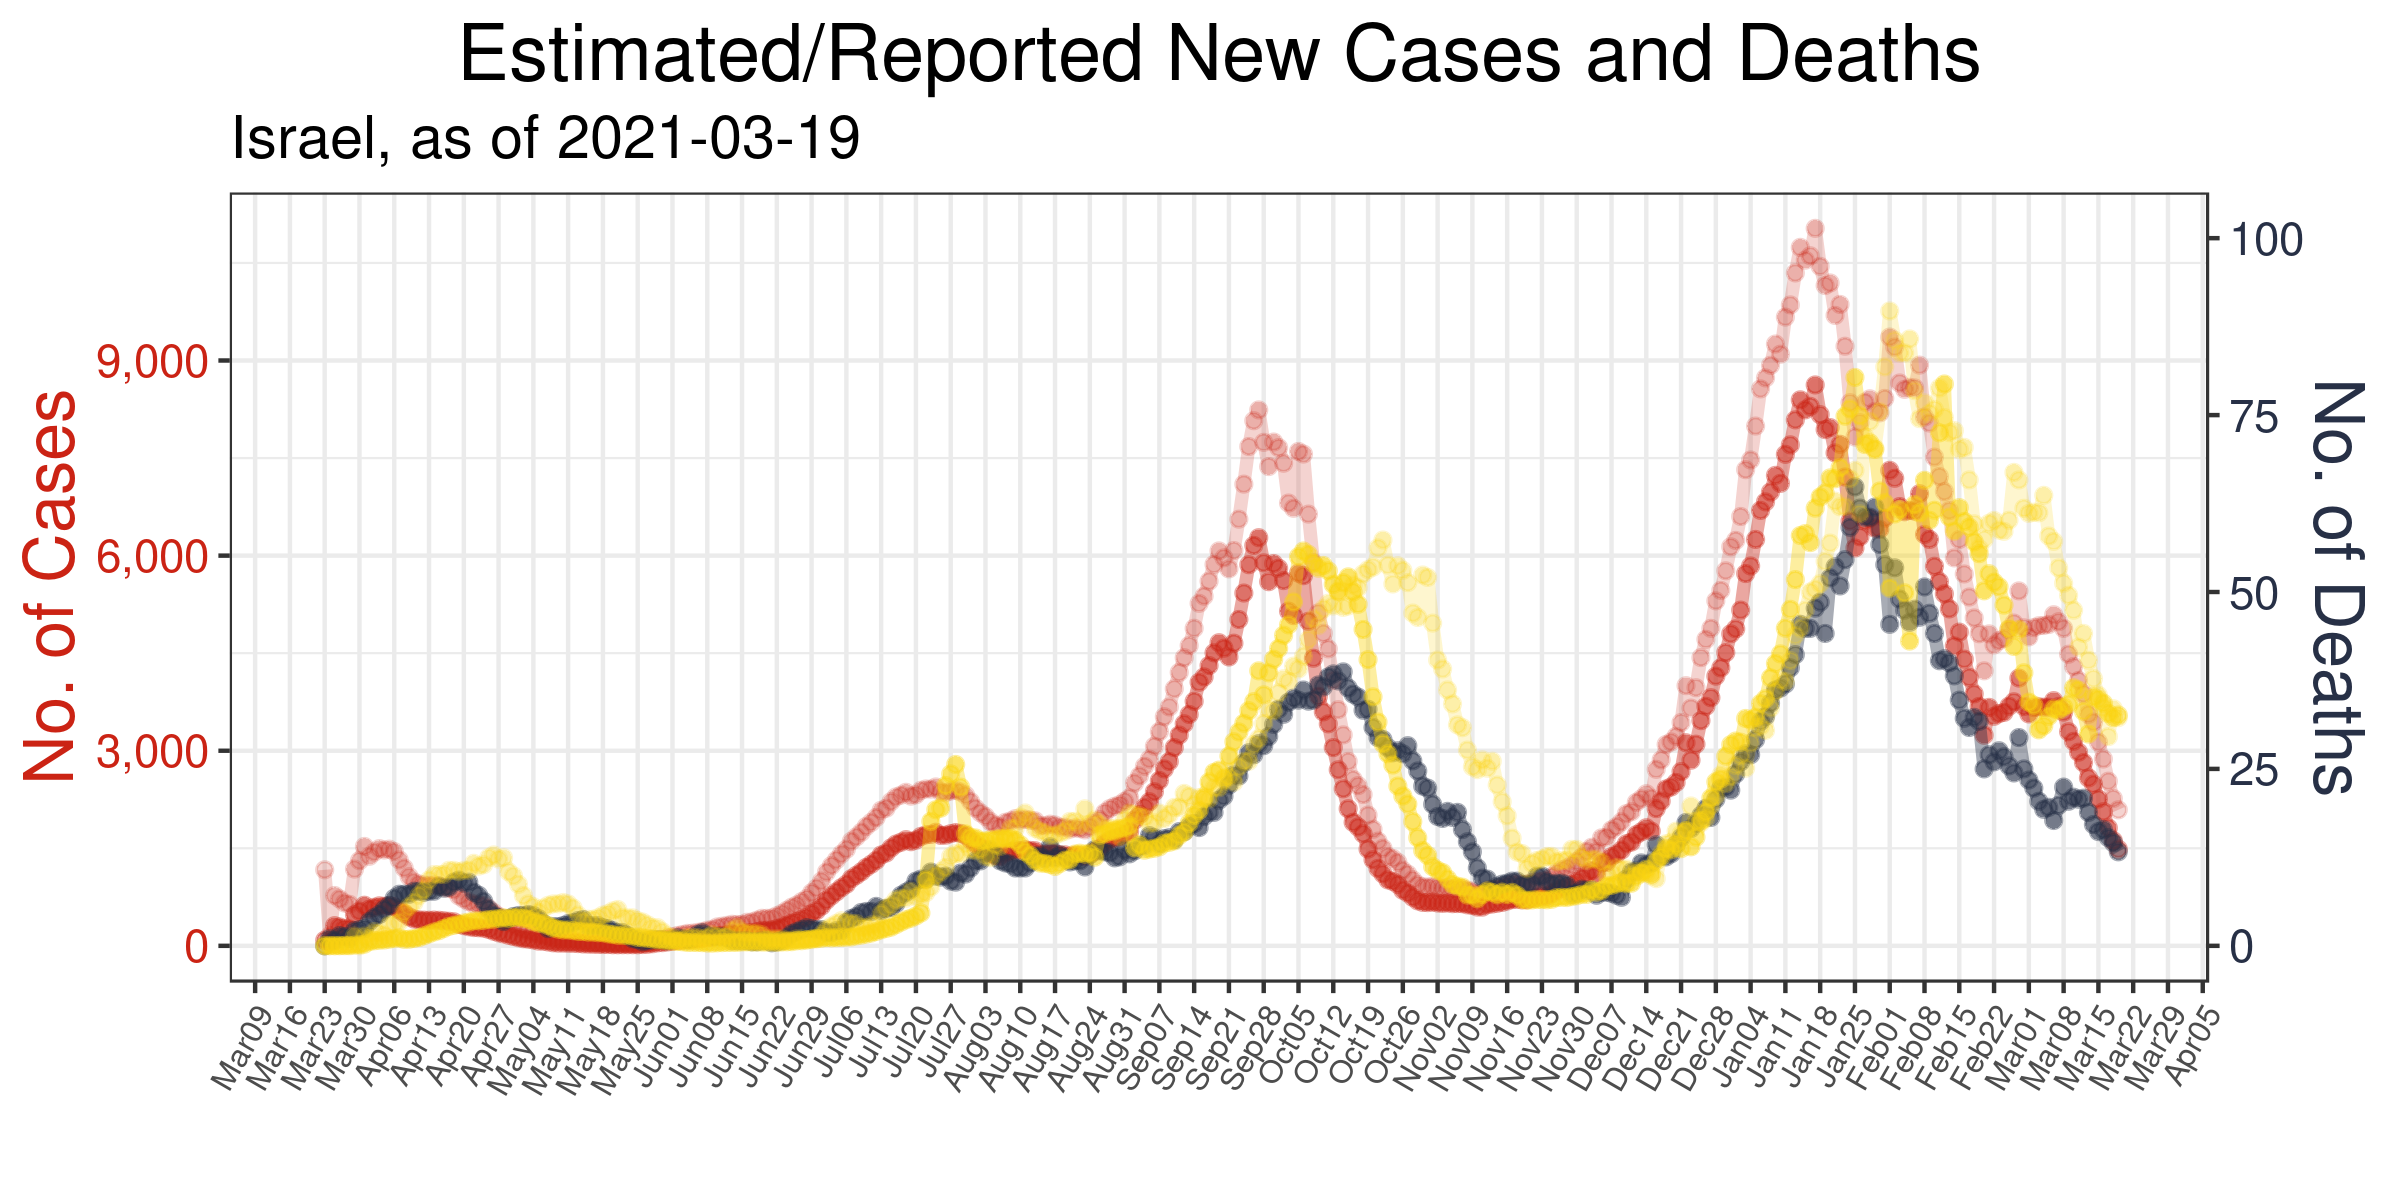 Estimated/Reported New Cases and Deaths
Israel, as of 2021-03-19
No. of Cases
9,000
6,000
3,000
0
100
75
50
25
0
No. of Deaths
Mar09 Mar16 Mar23 Mar30 Apr06 Apr13 Apr20 Apr27 May04 May11 May18 May25 Jun01 Jun08 Jun15 Jun22 Jun29 Jul06 Jul13 Jul20 Jul27 Aug03 Aug10 Aug17 Aug24 Aug31 Sep07 Sep14 Sep21 Sep28 Oct05 Oct12 Oct19 Oct26 Nov02 Nov09 Nov16 Nov23 Nov30 Dec07 Dec14 Dec21 Dec28 Jan04 Jan11 Jan18 Jan25 Feb01 Feb08 Feb15 Feb22 Mar01 Mar08 Mar15 Mar22 Mar29 Apr05